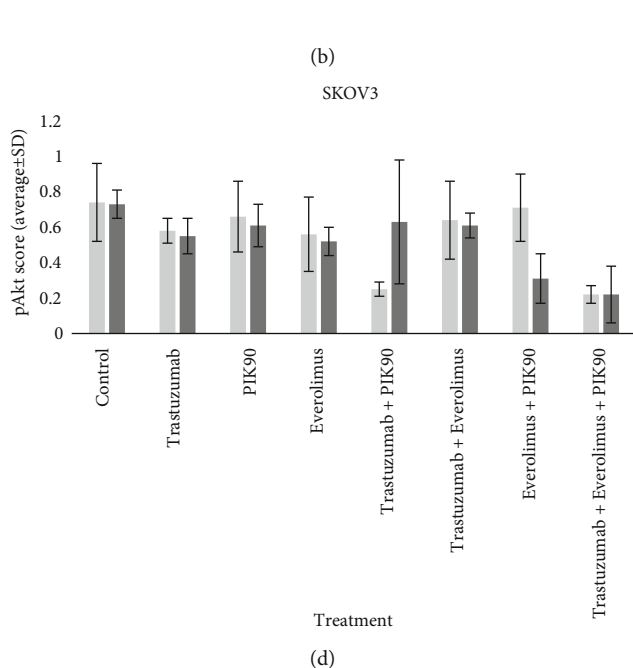 (b)
SKOV3
pAkt score (average±SD)
1.2
1
0.8
0.6
0.4
0.2
0
Control
Trastuzumab
PIK90
Everolimus
Trastuzumab + PIK90
Trastuzumab + Everolimus
Everolimus + PIK90
Trastuzumab + Everolimus + PIK90
Treatment
(d)